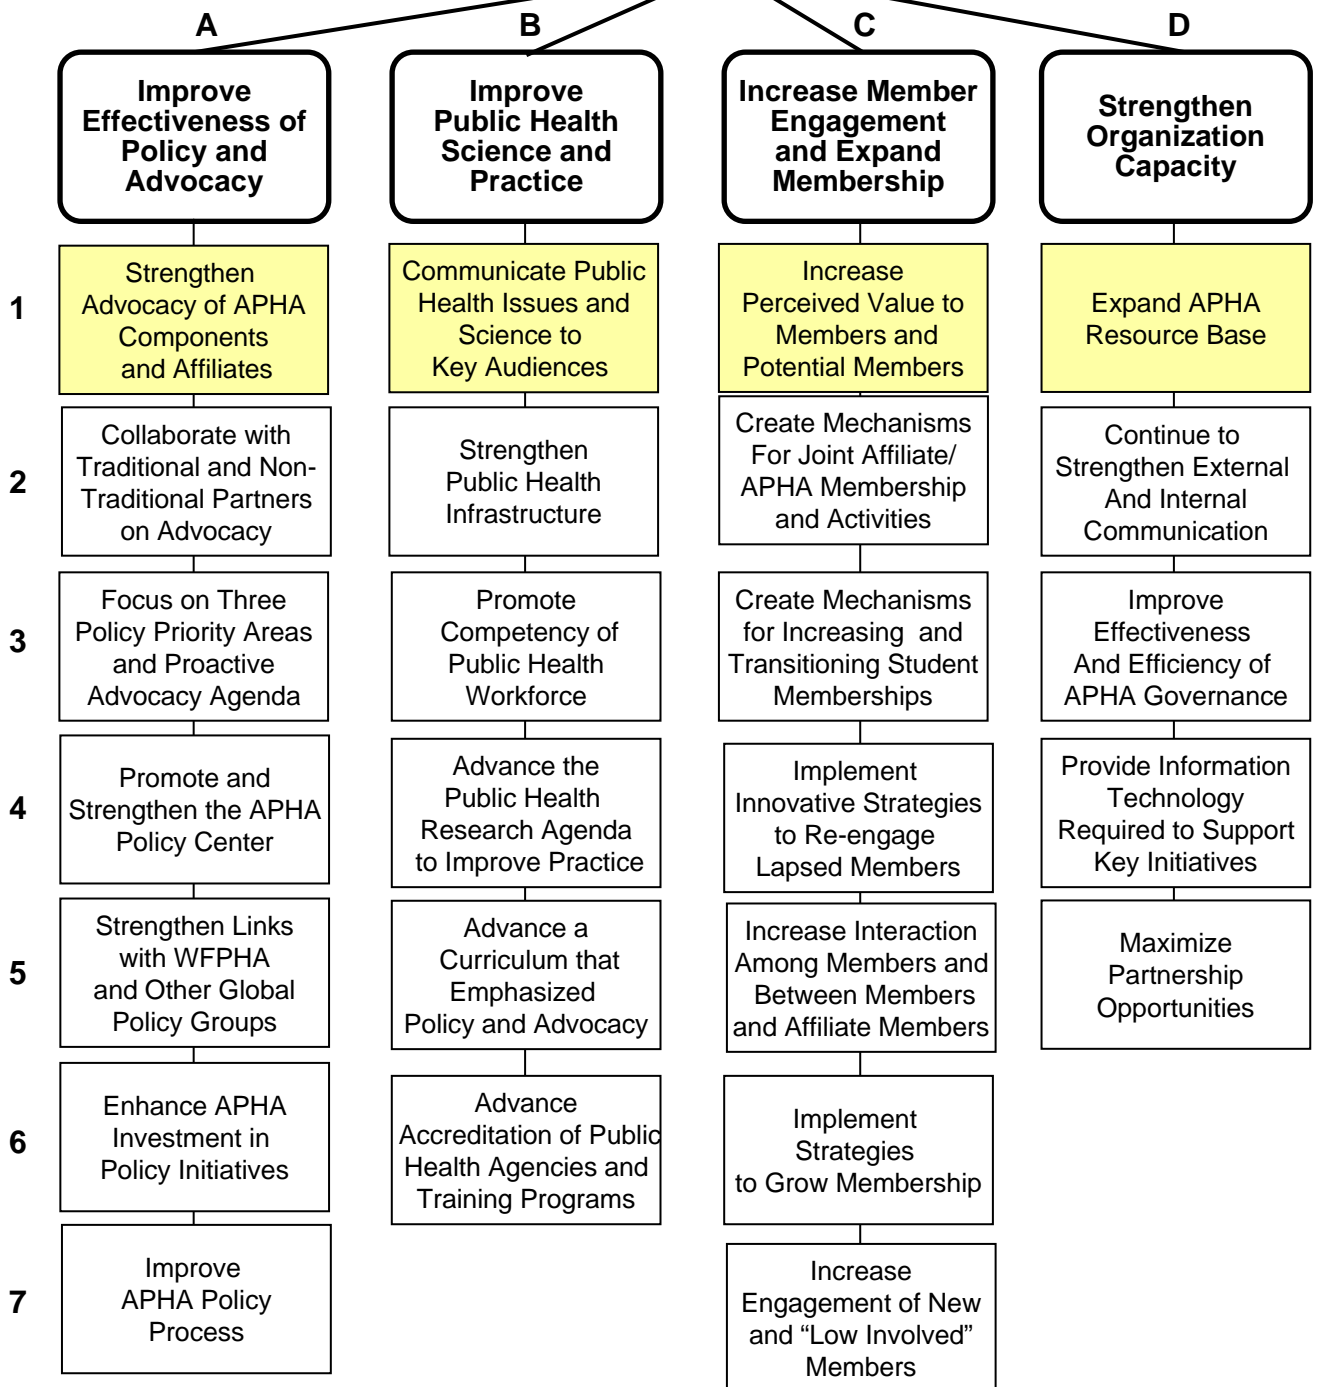 A
B
C
D
Improve
Effectiveness of
Policy and
Advocacy
Improve
Public Health
Science and
Practice
Increase Member
Engagement
and Expand
Membership
Strengthen
Organization
Capacity
1
Strengthen
Advocacy of APHA
Components
and Affiliates
Communicate Public
Health Issues and
Science to
Key Audiences
Increase
Perceived Value to
Members and
Potential Members
Expand APHA
Resource Base
2
Collaborate with
Traditional and Non-
Traditional Partners
on Advocacy
Strengthen
Public Health
Infrastructure
Create Mechanisms
For Joint Affiliate/
APHA Membership
and Activities
Continue to
Strengthen External
And Internal
Communication
3
Focus on Three
Policy Priority Areas
and Proactive
Advocacy Agenda
Promote
Competency of
Public Health
Workforce
Create Mechanisms
for Increasing and
Transitioning Student
Memberships
Improve
Effectiveness
And Efficiency of
APHA Governance
4
Promote and
Strengthen the APHA
Policy Center
Advance the
Public Health
Research Agenda
to Improve Practice
Implement
Innovative Strategies
to Re-engage
Lapsed Members
Provide Information
Technology
Required to Support
Key Initiatives
5
Strengthen Links
with WFPHA
and Other Global
Policy Groups
Advance a
Curriculum that
Emphasized
Policy and Advocacy
Increase Interaction
Among Members and
Between Members
and Affiliate Members
Maximize
Partnership
Opportunities
6
Enhance APHA
Investment in
Policy Initiatives
Advance
Accreditation of Public
Health Agencies and
Training Programs
Implement
Strategies
to Grow Membership
7
Improve
APHA Policy
Process
Increase
Engagement of New
and “Low Involved”
Members